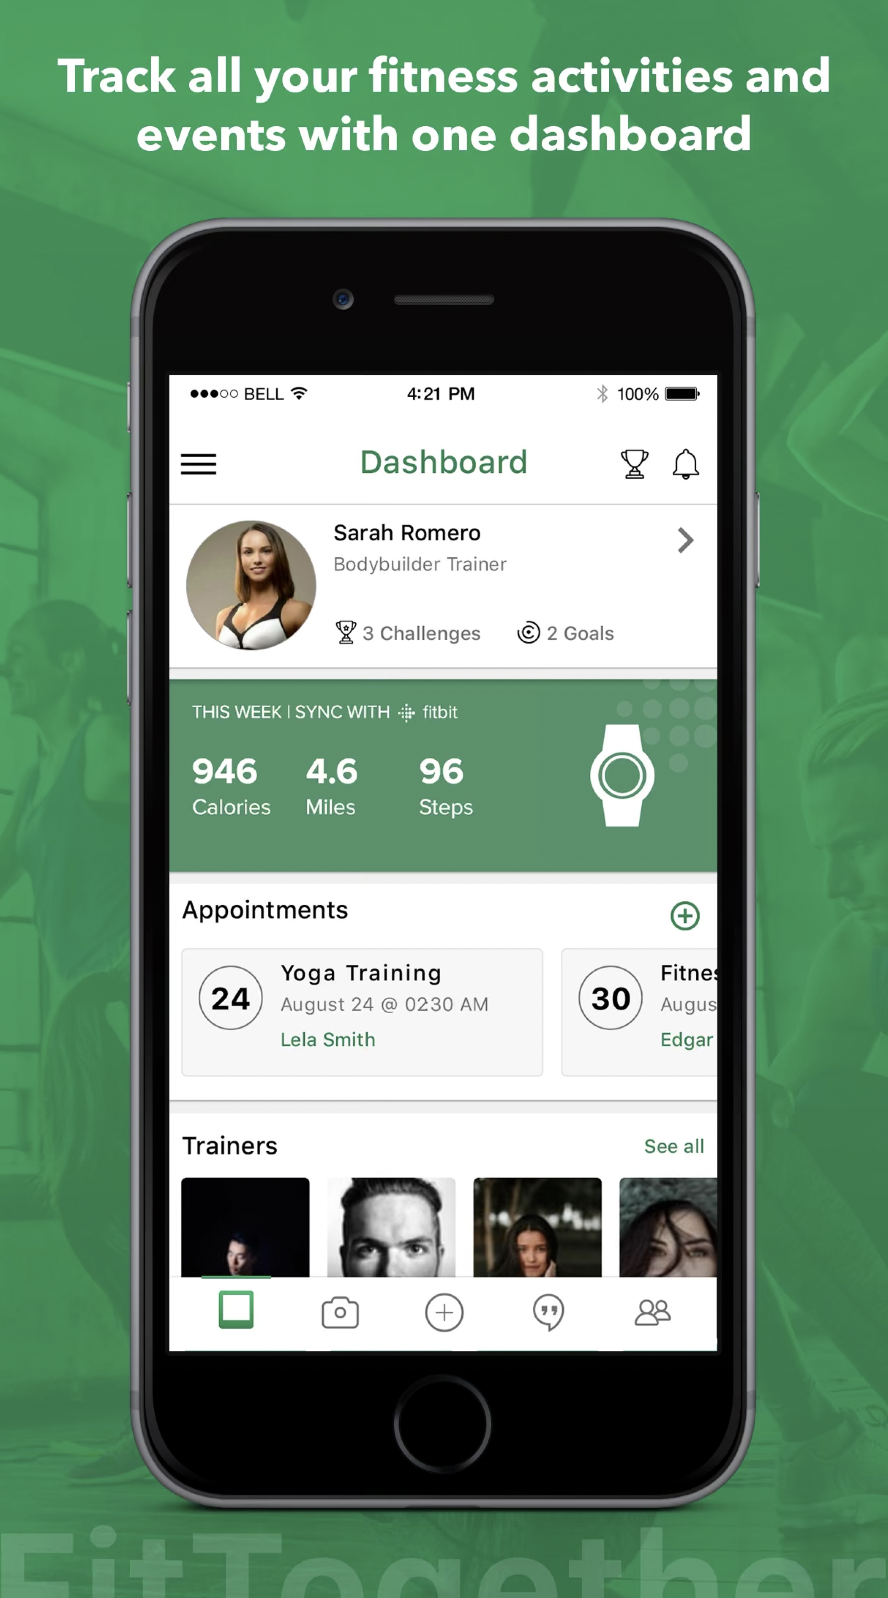 Track all your fitness activities and
events with one dashboard
BELL 4:21 PM 100%
Dashboard
Sarah Romero
Bodybuilder Trainer
3 Challenges 2 Goals
THIS WEEK | SYNC WITH fitbit
946 4.6 96
Calories Miles Steps
Appointments
24
Yoga Training
August 24 @ 0230 AM
Lela Smith
30
Fitnes
Augus
Edgar
Trainers See all
FitTogether